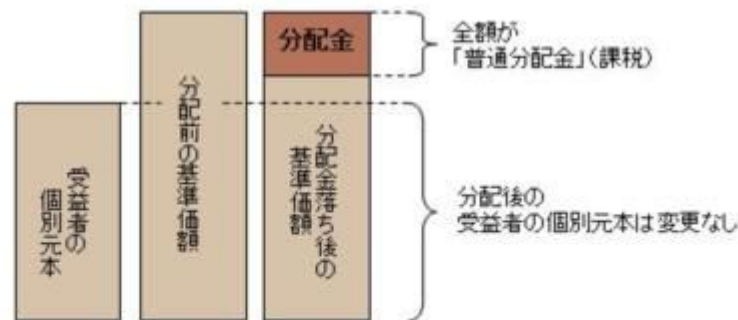 分配金
全額が
「普通分配金」(課税)
受益者の
個別元本
分配前の基準価額
分配金落ち後の
基準価額
分配後の
受益者の個別元本は変更なし